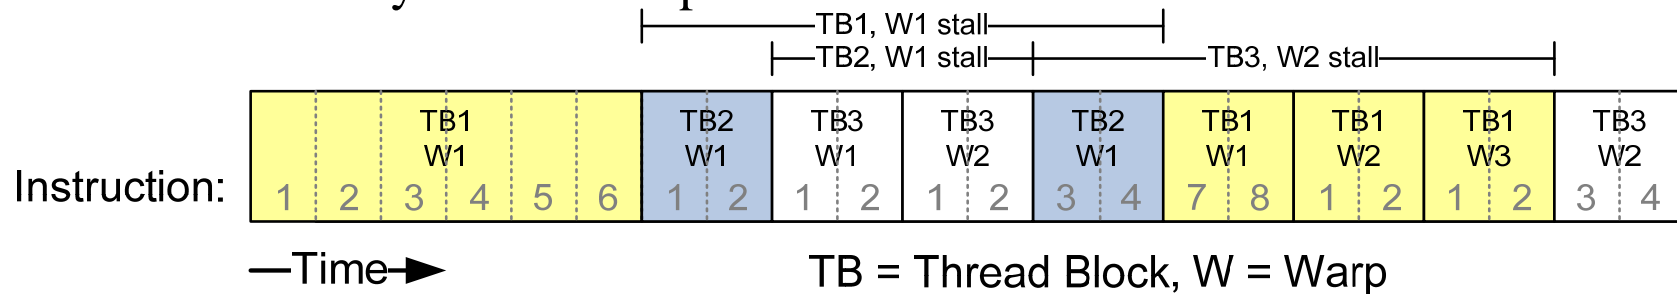 TB1, W1 stall
TB2, W1 stall TB3, W2 stall
TB1 TB2 TB3 TB3 TB2 TB1 TB1 TB1 TB3
W1 W1 W1 W2 W1 W1 W2 W3 W2
Instruction: 1 2 3 4 5 6 1 2 1 2 1 2 3 4 7 8 1 2 1 2 3 4
Time
TB = Thread Block, W = Warp